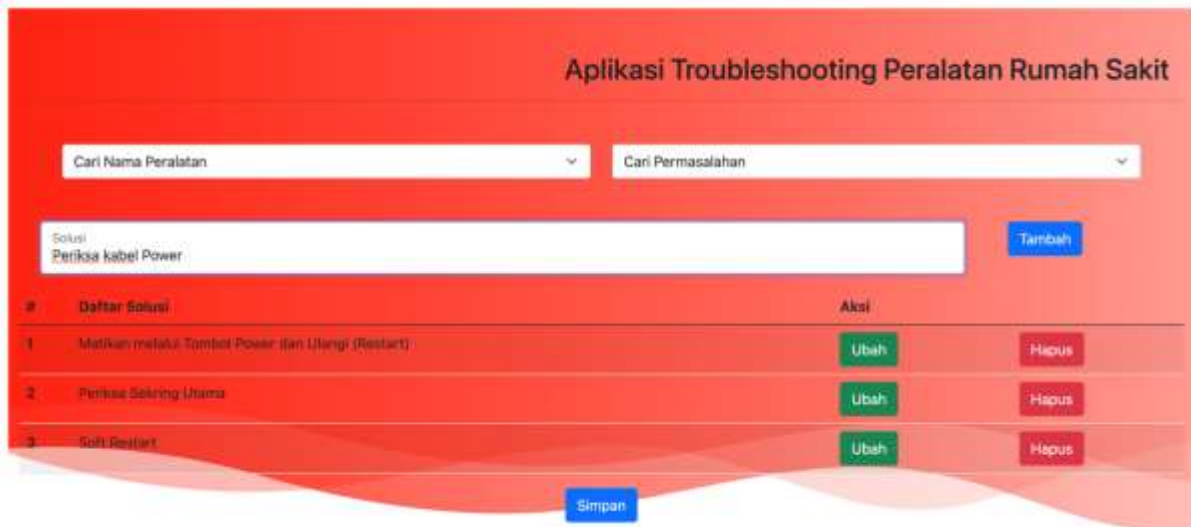 Aplikasi Troubleshooting Peralatan Rumah Sakit
Cari Nama Peralatan Cari Permasalahan
Solusi
Periksa kabel Power
Tambah
# Daftar Solusi Aksi
1 Matikan melalui Tombol Power dan Ulangi (Restart) Ubah Hapus
2 Periksa Sekring Utama Ubah Hapus
3 Soft Restart Ubah Hapus
Simpan